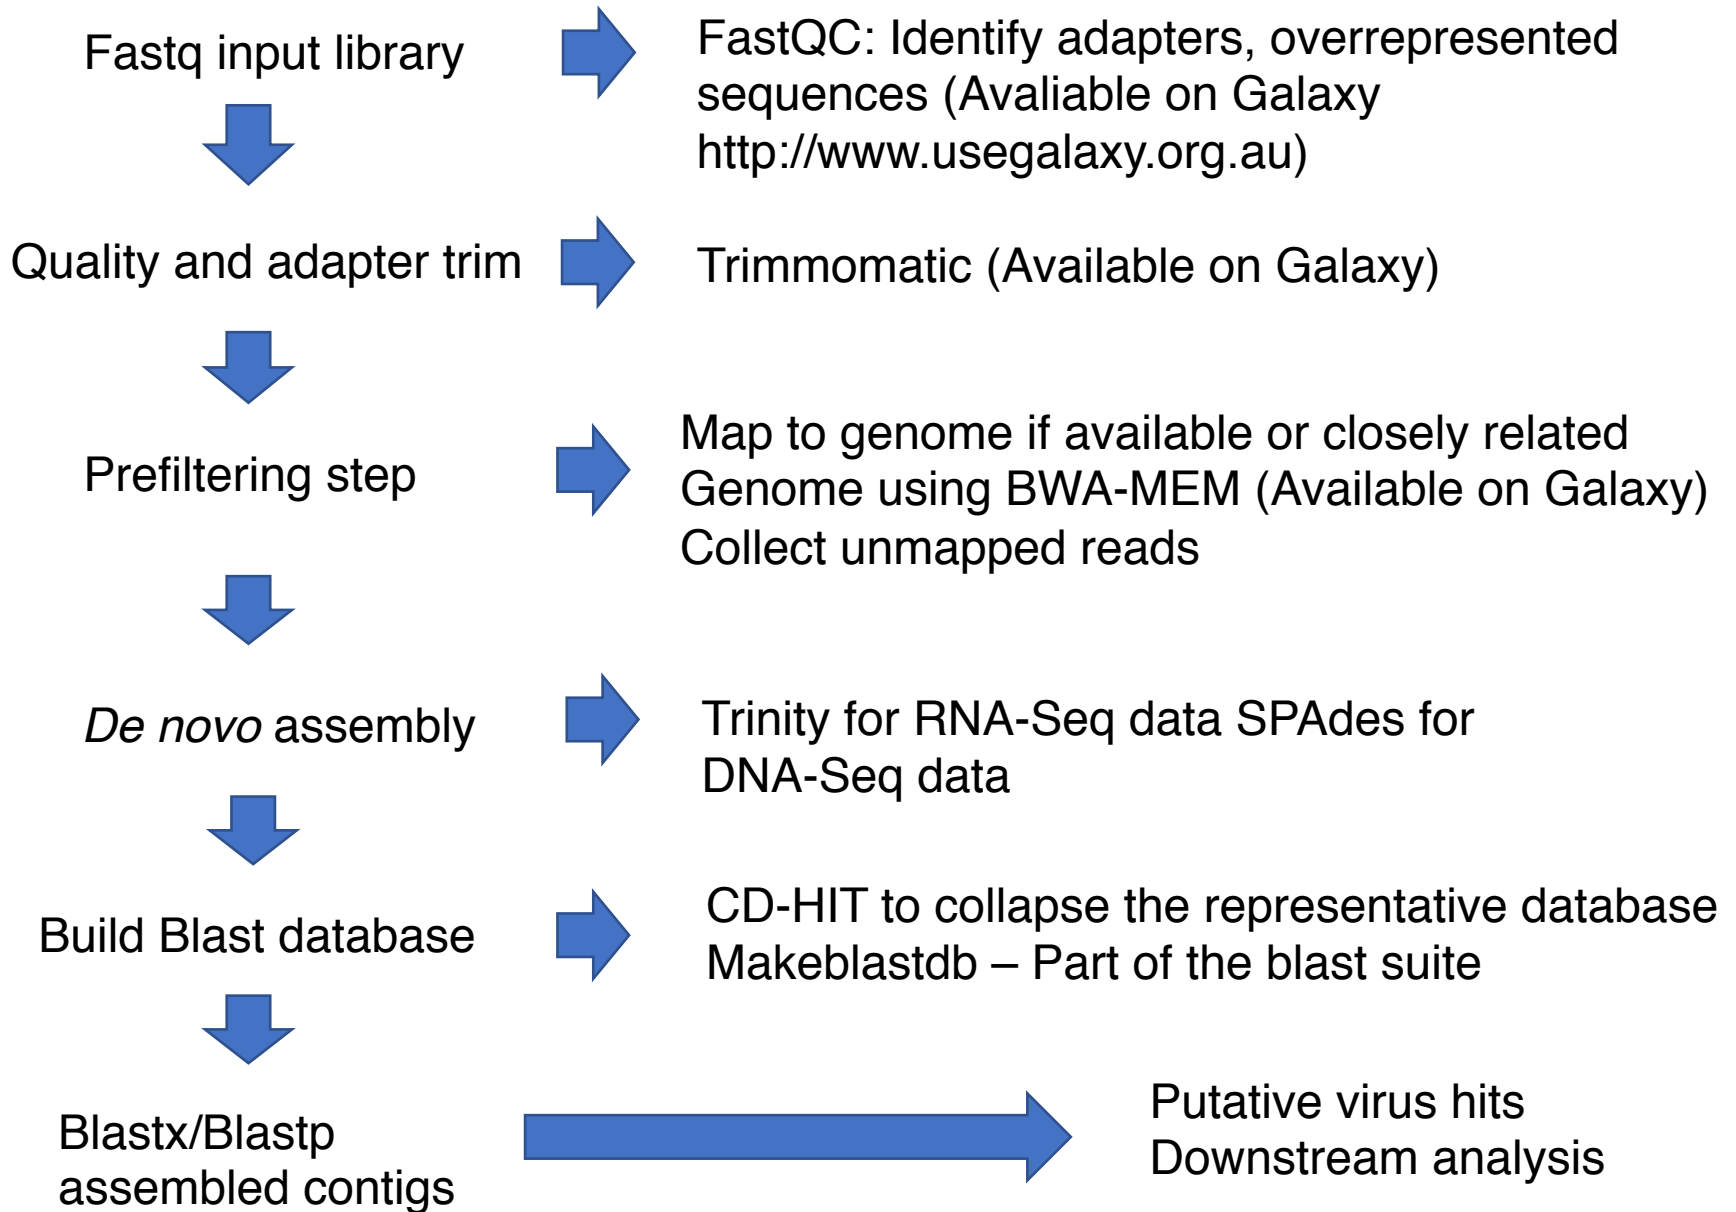 Fastq input library
FastQC: Identify adapters, overrepresented
sequences (Avaliable on Galaxy
http://www.usegalaxy.org.au)
Quality and adapter trim
Trimmomatic (Available on Galaxy)
Prefiltering step
Map to genome if available or closely related
Genome using BWA-MEM (Available on Galaxy)
Collect unmapped reads
De novo assembly
Trinity for RNA-Seq data SPAdes for
DNA-Seq data
Build Blast database
CD-HIT to collapse the representative database
Makeblastdb – Part of the blast suite
Blastx/Blastp
assembled contigs
Putative virus hits
Downstream analysis